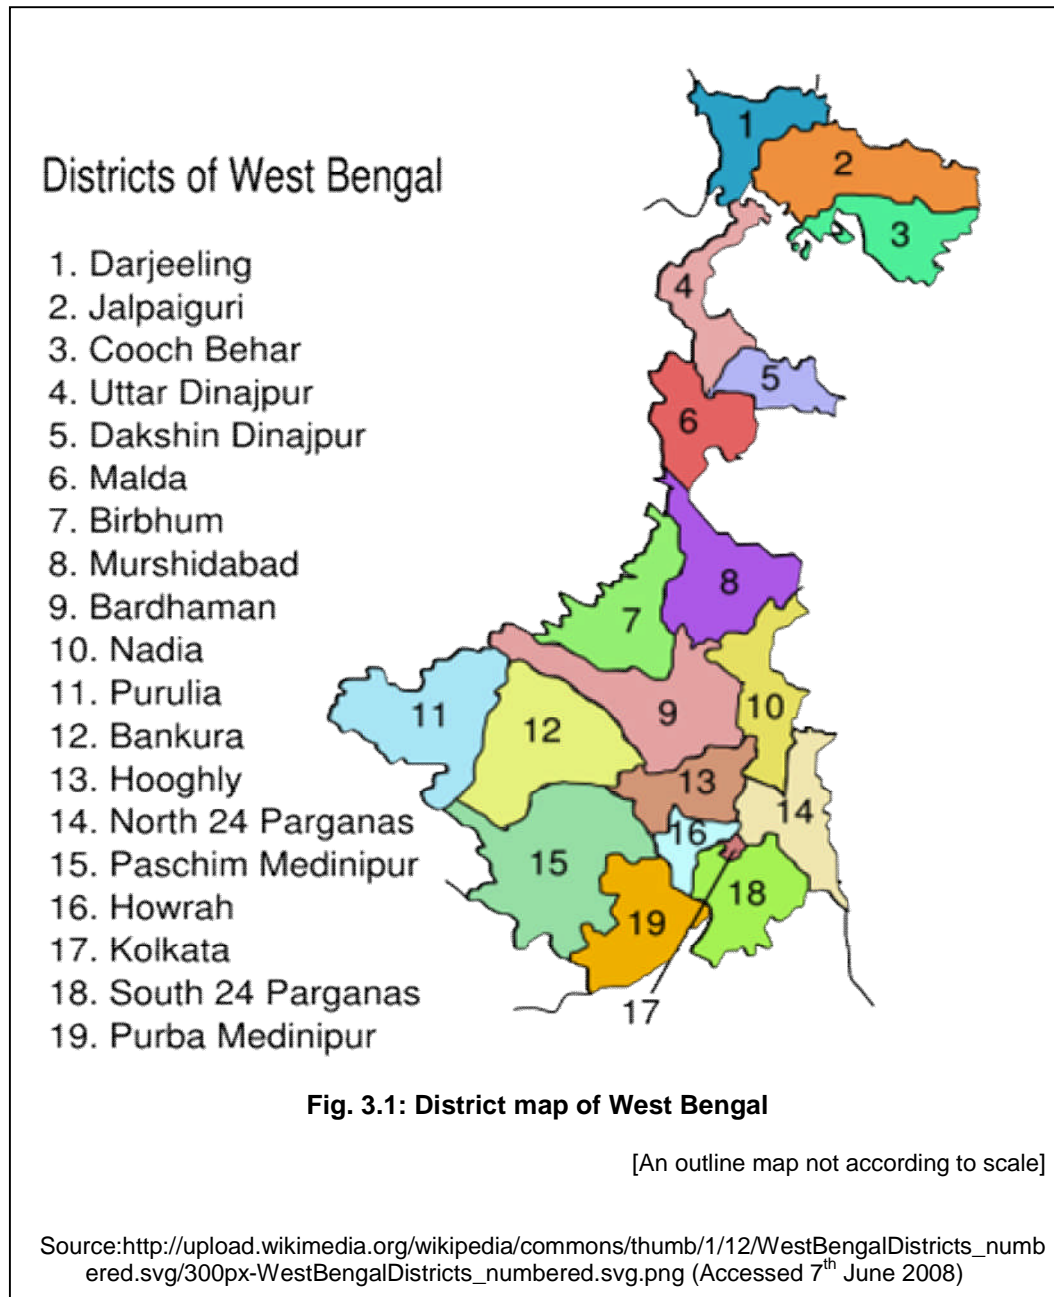 Districts of West Bengal
1. Darjeeling
2. Jalpaiguri
3. Cooch Behar
4. Uttar Dinajpur
5. Dakshin Dinajpur
6. Malda
7. Birbhum
8. Murshidabad
9. Bardhaman
10. Nadia
11. Purulia
12. Bankura
13. Hooghly
14. North 24 Parganas
15. Paschim Medinipur
16. Howrah
17. Kolkata
18. South 24 Parganas
19. Purba Medinipur
1
2
3
4
5
6
7
8
9
10
11
12
13
14
15
16
17
18
19
Fig. 3.1: District map of West Bengal
[An outline map not according to scale]
Source:http://upload.wikimedia.org/wikipedia/commons/thumb/1/12/WestBengalDistricts_numb
ered.svg/300px-WestBengalDistricts_numbered.svg.png (Accessed 7th June 2008)